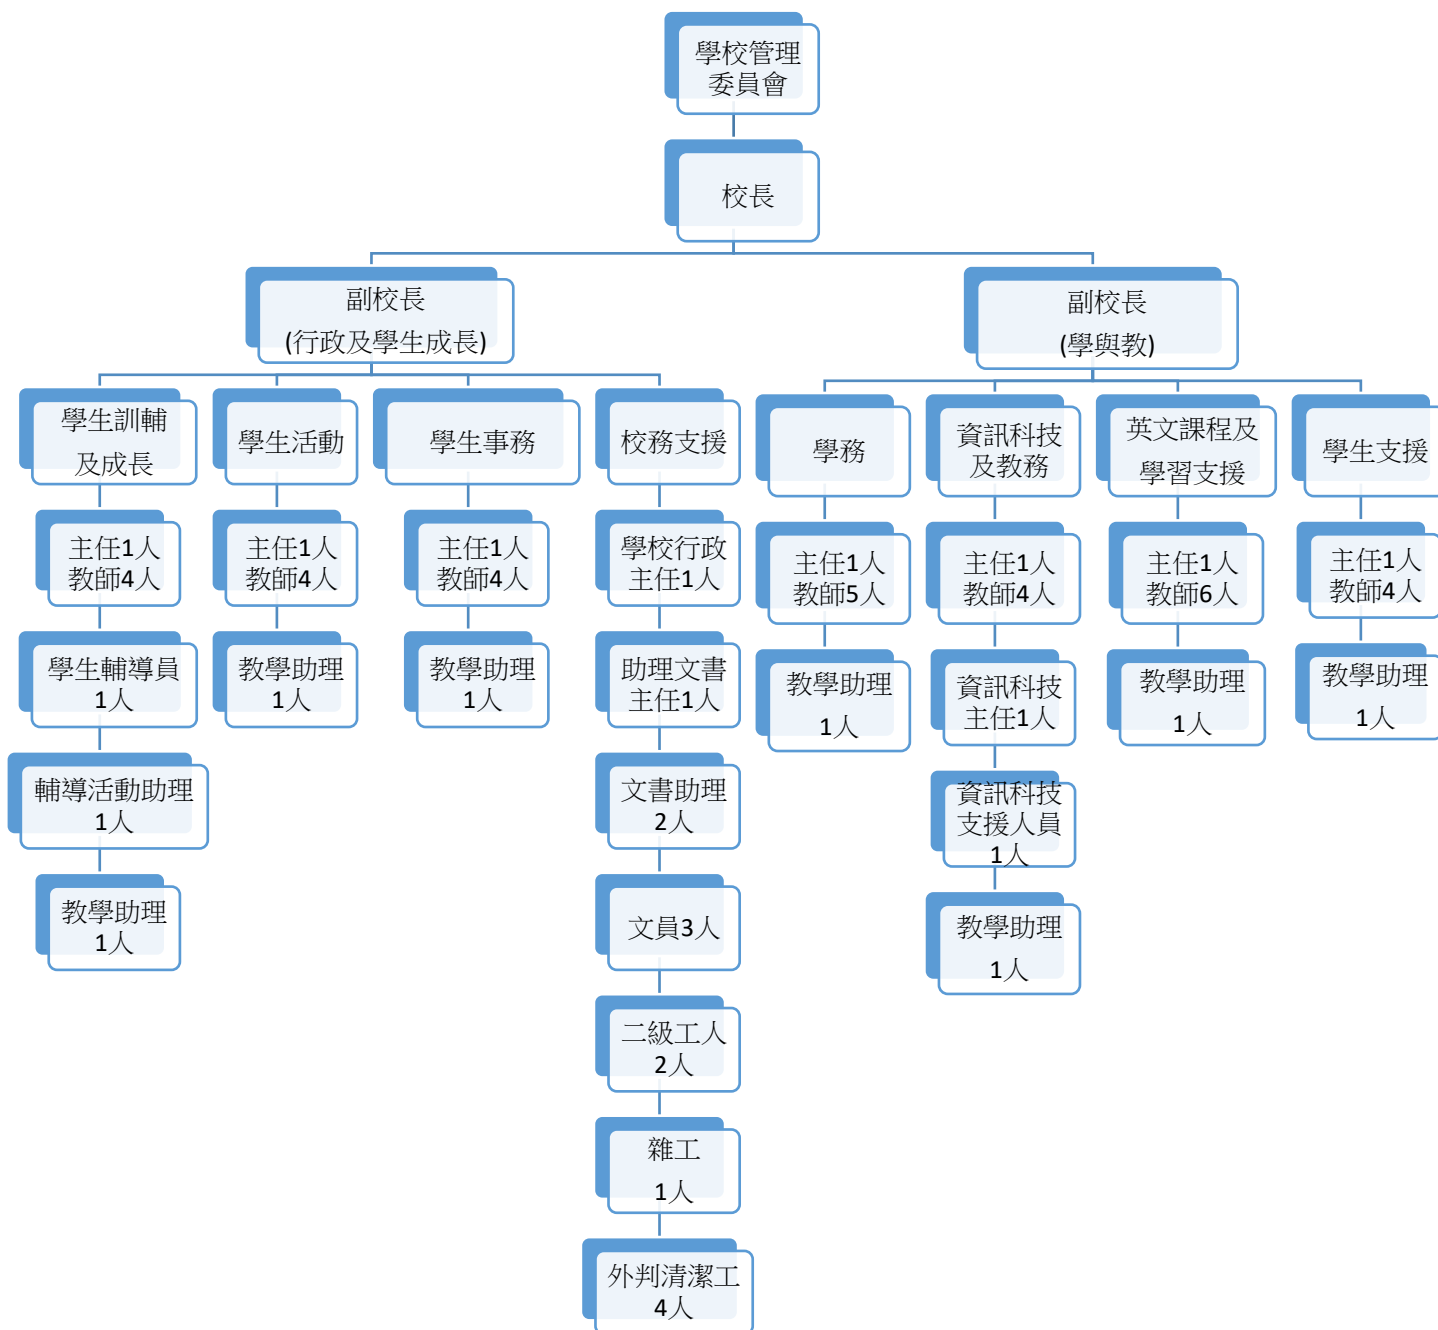 學校管理
委員會
校長
副校長
(行政及學生成長)
副校長
(學與教)
學生訓輔
及成長
學生活動
學生事務
校務支援
學務
資訊科技
及教務
英文課程及
學習支援
學生支援
主任1人
教師4人
主任1人
教師4人
主任1人
教師4人
學校行政
主任1人
主任1人
教師5人
主任1人
教師4人
主任1人
教師6人
主任1人
教師4人
學生輔導員
1人
教學助理
1人
教學助理
1人
助理文書
主任1人
教學助理
1人
資訊科技
主任1人
教學助理
1人
教學助理
1人
輔導活動助理
1人
文書助理
2人
資訊科技
支援人員
1人
教學助理
1人
文員3人
教學助理
1人
二級工人
2人
雜工
1人
外判清潔工
4人